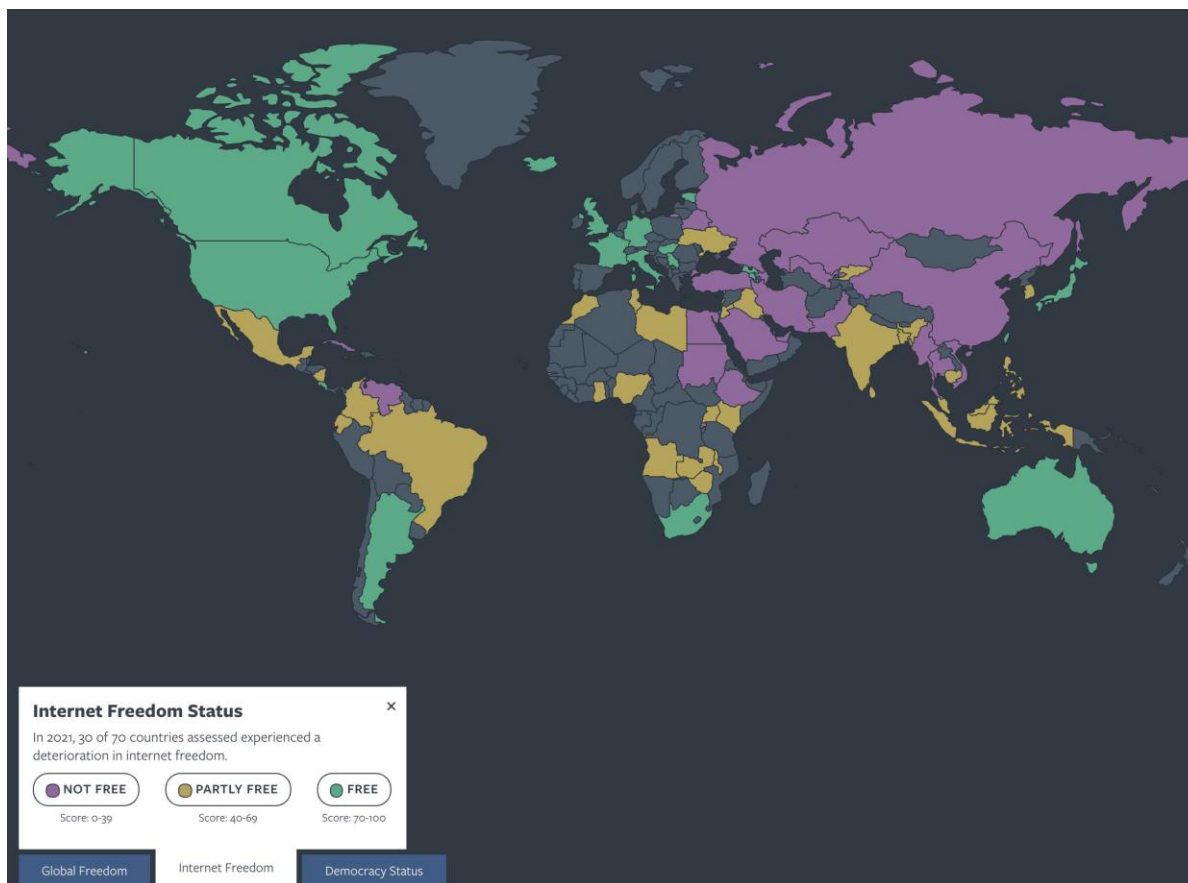 Internet Freedom Status
×
In 2021, 30 of 70 countries assessed experienced a
deterioration in internet freedom.
NOT FREE
PARTLY FREE
FREE
Score: 0-39
Score: 40-69
Score: 70-100
Global Freedom
Internet Freedom
Democracy Status